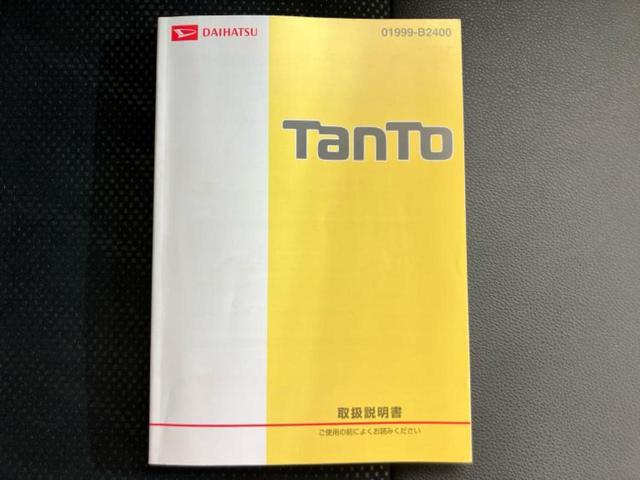 DAIHATSU
01999-B2400
TanTo
取扱説明書
ご使用の前によくお読みください